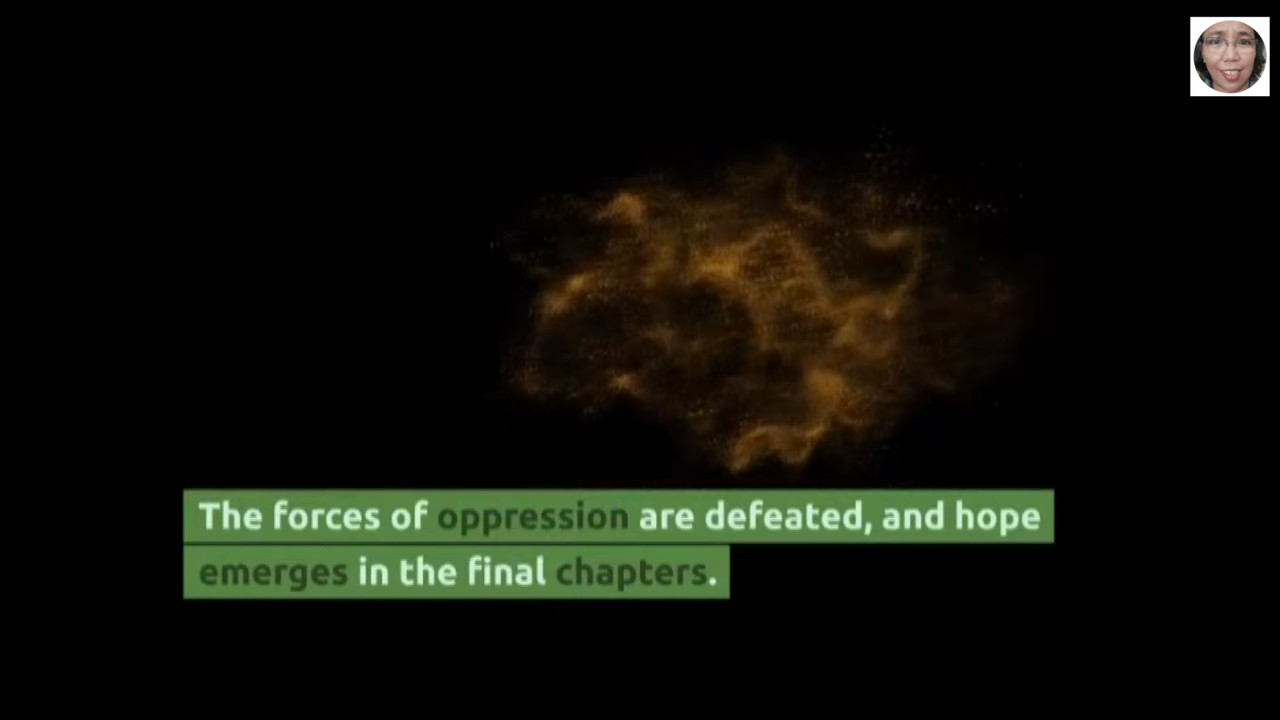 The forces of oppression are defeated, and hope
emerges in the final chapters.